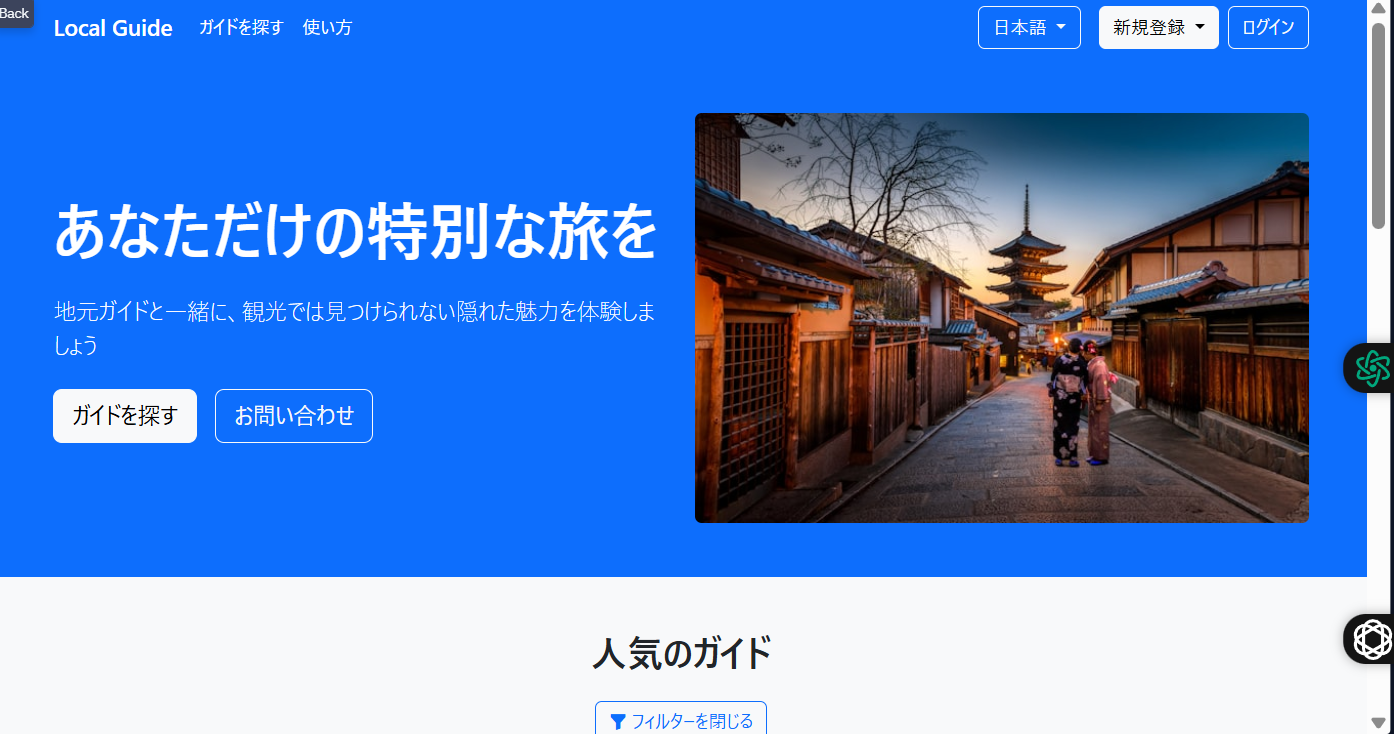 Back
Local Guide ガイドを探す 使い方 日本語 新規登録 ログイン
あなただけの特別な旅を
地元ガイドと一緒に、観光では見つけられない隠れた魅力を体験しま
しょう
ガイドを探す お問い合わせ
人気のガイド
フィルターを閉じる